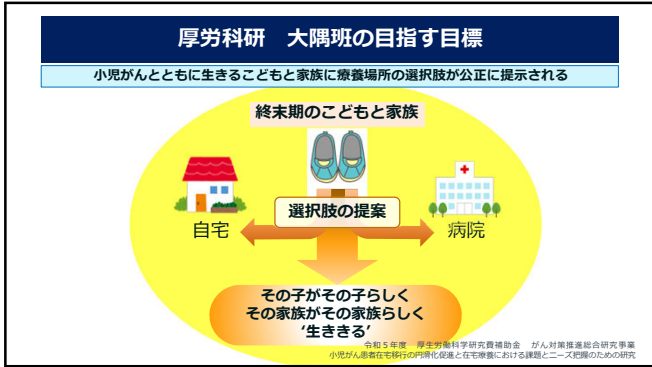 厚労科研　大隅班の目指す目標
小児がんとともに生きるこどもと家族に療養場所の選択肢が公正に提示される
終末期のこどもと家族
選択肢の提案
自宅
病院
その子がその子らしく
その家族がその家族らしく
‘生ききる’
令和５年度　厚生労働科学研究費補助金　がん対策推進総合研究事業
小児がん患者在宅移行の円滑化促進と在宅療養における課題とニーズ把握のための研究